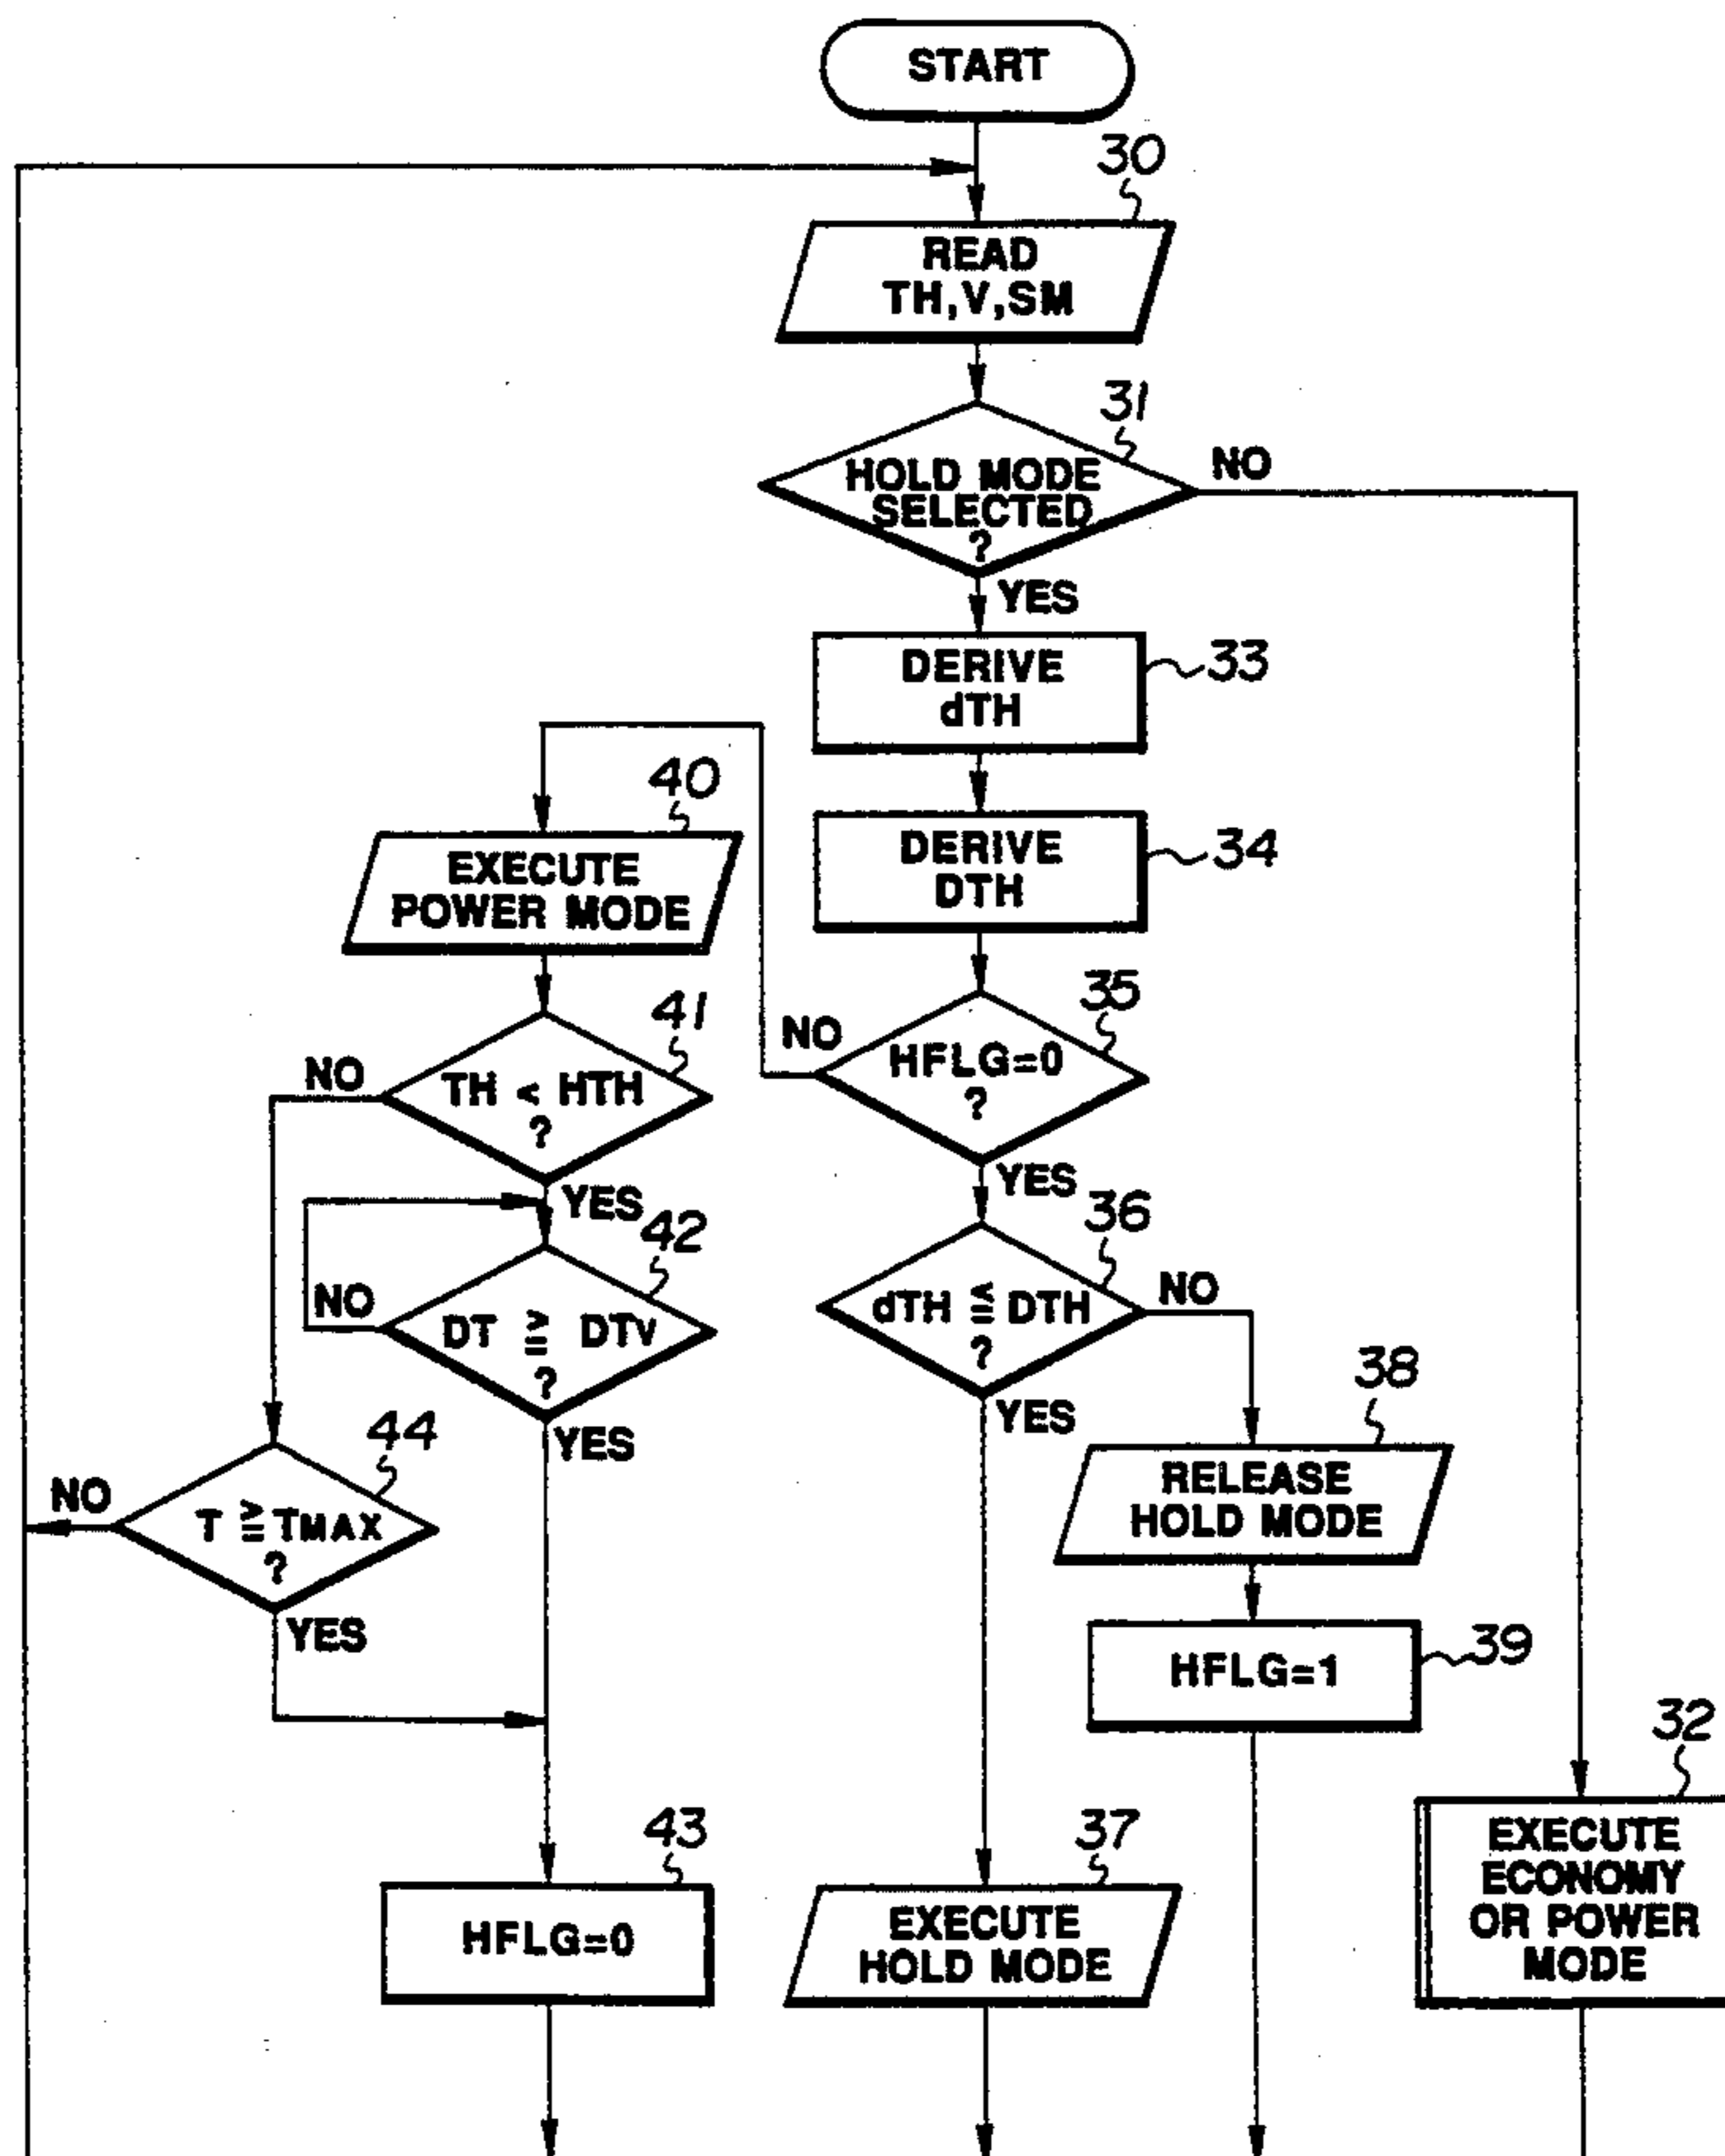 START
30
READ
TH,V,SM
31
HOLD MODE
SELECTED
?
NO
YES
DERIVE
dTH
33
DERIVE
DTH
34
40
EXECUTE
POWER MODE
35
HFLG=0
?
NO
YES
41
TH < HTH
?
NO
YES
42
DT ≧ DTV
?
NO
YES
36
dTH ≦ DTH
?
NO
YES
38
RELEASE
HOLD MODE
44
T ≧ TMAX
?
NO
YES
HFLG=1
39
32
EXECUTE
ECONOMY
OR POWER
MODE
43
HFLG=0
37
EXECUTE
HOLD MODE